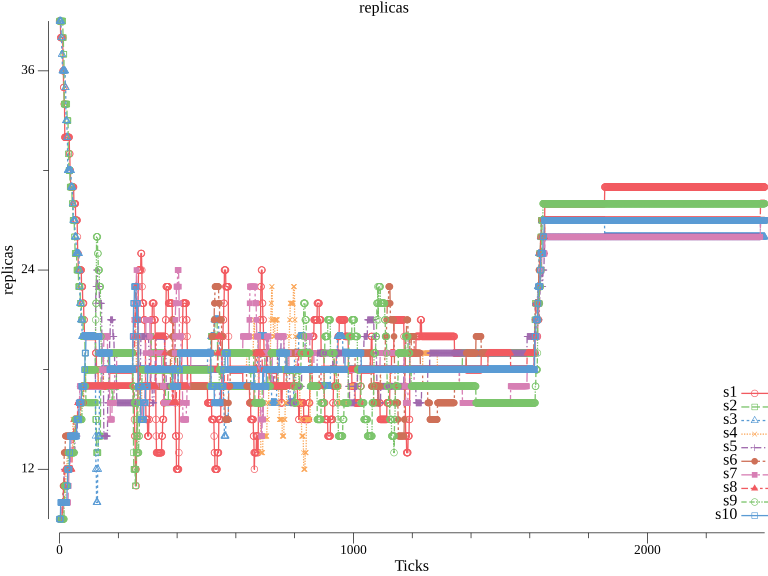 replicas
36
24
12
replicas
0
1000
2000
Ticks
s1
s2
s3
s4
s5
s6
s7
s8
s9
s10